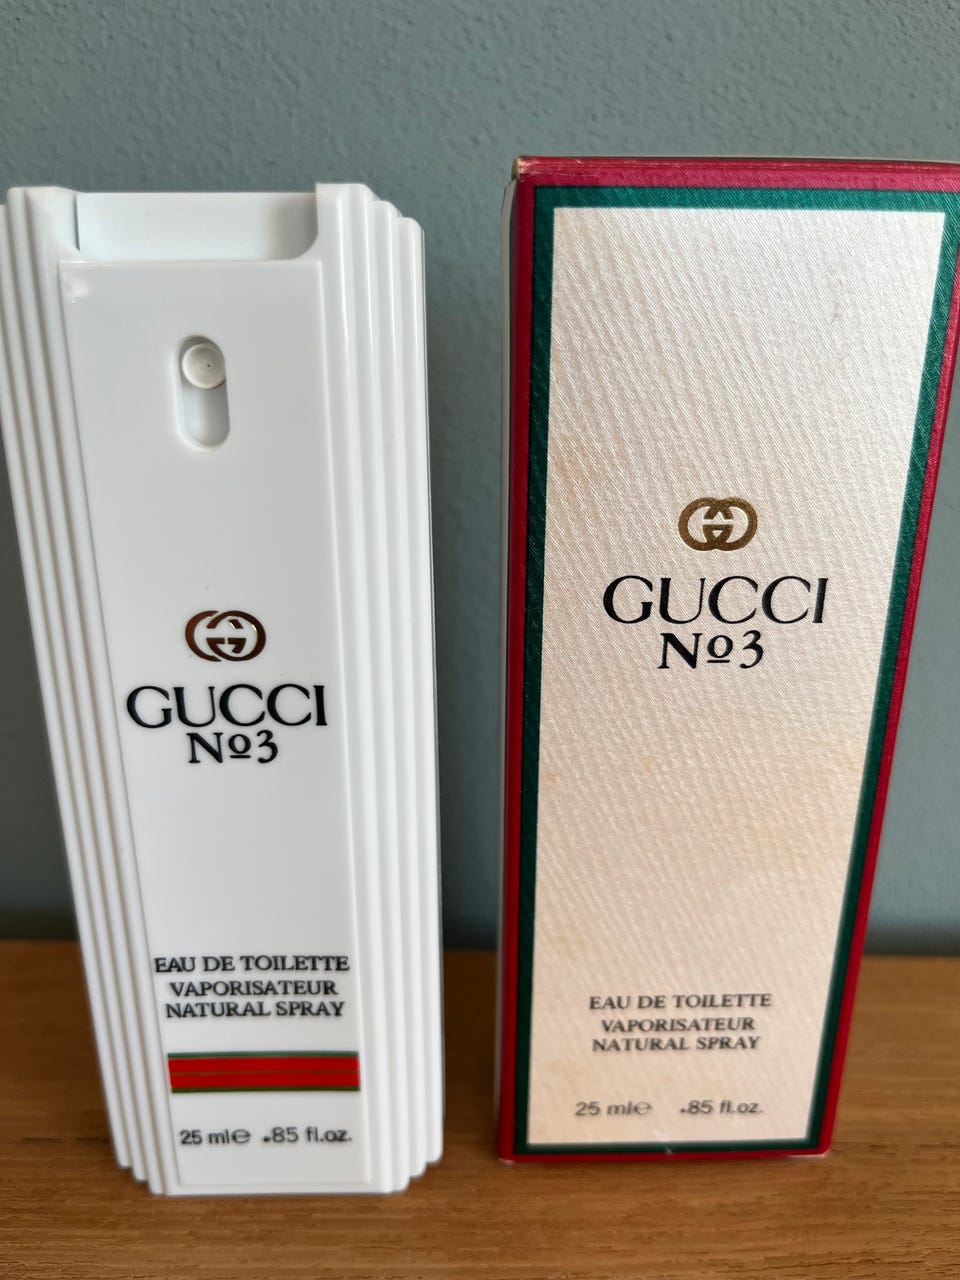 GUCCI
Nº3
EAU DE TOILETTE
VAPORISATEUR
NATURAL SPRAY
25 ml℮ .85 fl.oz.
GUCCI
Nº3
EAU DE TOILETTE
VAPORISATEUR
NATURAL SPRAY
25 ml℮ .85 fl.oz.